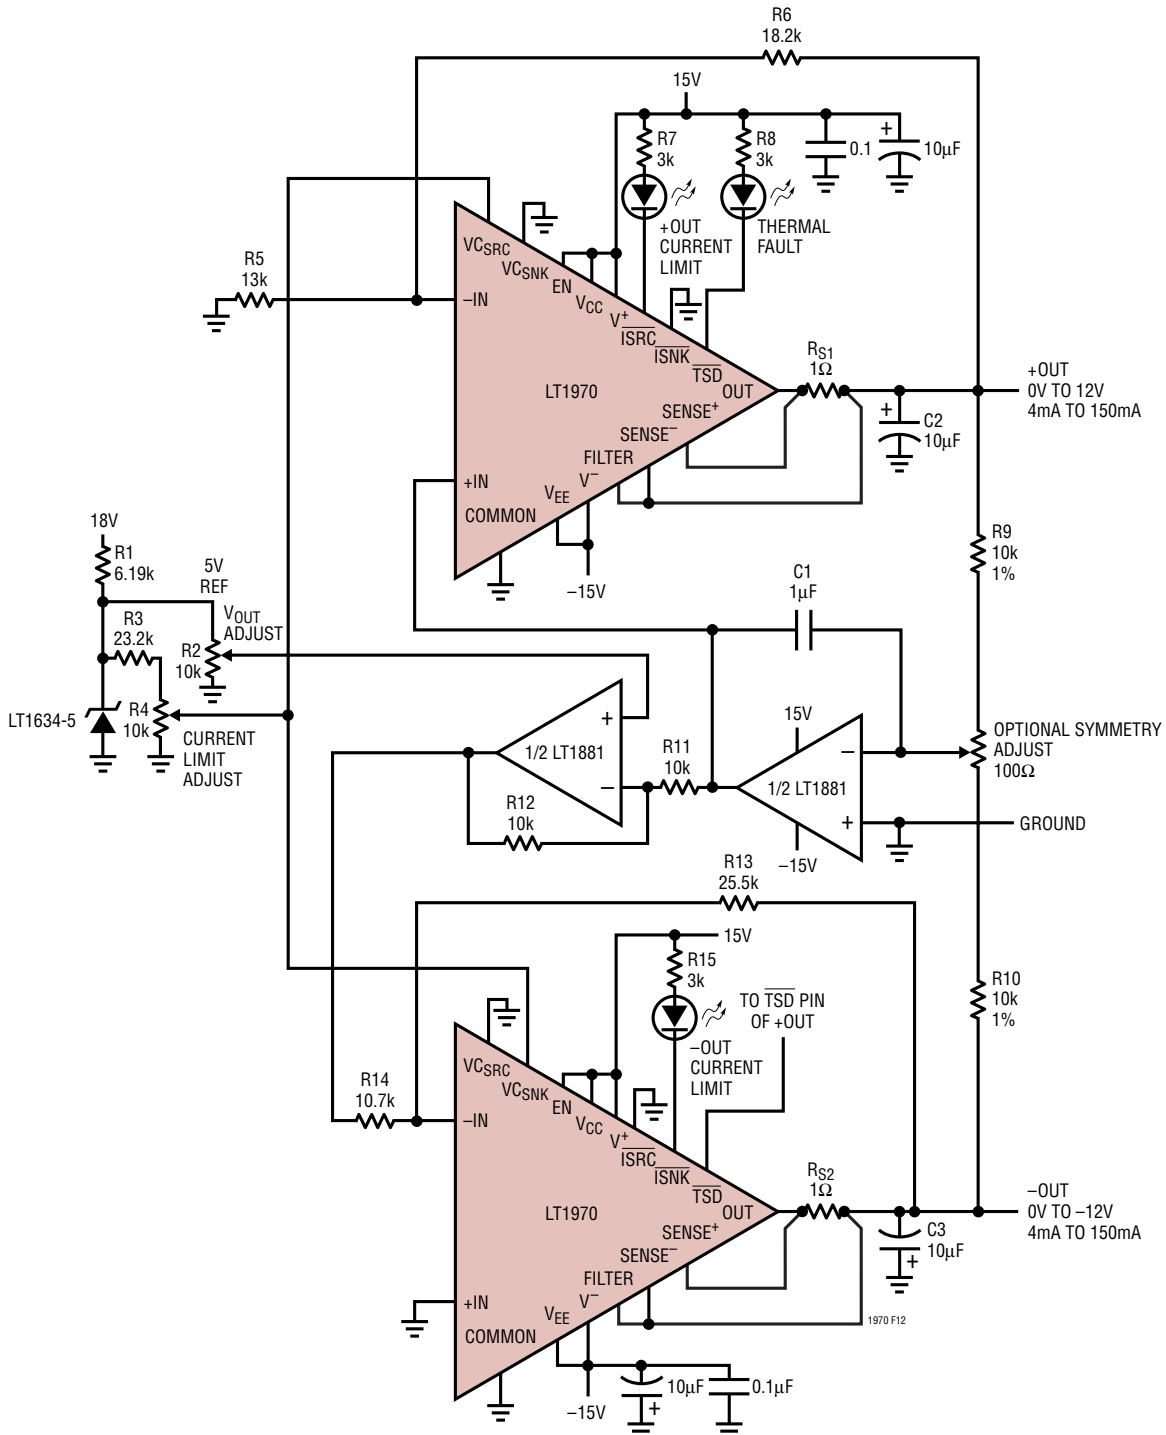 R6
18.2k
15V
R7
3k
R8
3k
0.1
+
10μF
+OUT
CURRENT
LIMIT
THERMAL
FAULT
VCSRC
VCSNK
EN
VCC
V+
ISRC
ISNK
TSD
OUT
SENSE+
SENSE–
FILTER
V–
VEE
–IN
LT1970
+IN
COMMON
R5
13k
RS1
1Ω
+OUT
0V TO 12V
4mA TO 150mA
+
C2
10μF
–15V
18V
R1
6.19k
5V
REF
VOUT
ADJUST
R3
23.2k
R2
10k
LT1634-5
R4
10k
CURRENT
LIMIT
ADJUST
C1
1μF
R9
10k
1%
+
1/2 LT1881
–
R11
10k
R12
10k
15V
–
1/2 LT1881
+
–15V
OPTIONAL SYMMETRY
ADJUST
100Ω
GROUND
R13
25.5k
15V
R15
3k
TO TSD PIN
OF +OUT
–OUT
CURRENT
LIMIT
R10
10k
1%
R14
10.7k
VCSRC
VCSNK
EN
VCC
V+
ISRC
ISNK
TSD
OUT
SENSE+
SENSE–
FILTER
V–
VEE
–IN
LT1970
+IN
COMMON
RS2
1Ω
–OUT
0V TO –12V
4mA TO 150mA
C3
10μF
+
1970 F12
–15V
10μF
+
0.1μF